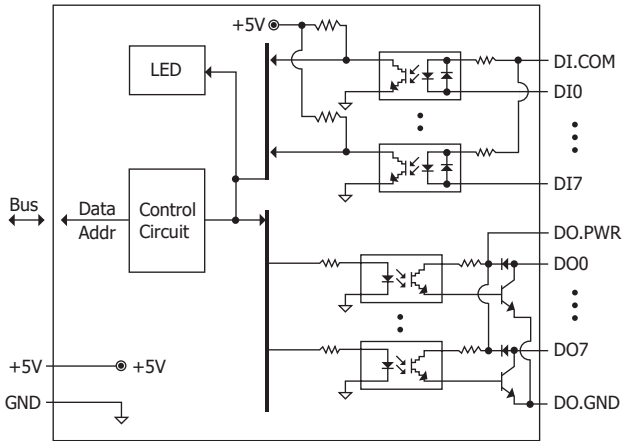 +5V
LED
DI.COM
DI0
DI7
Bus
Data
Addr
Control
Circuit
DO.PWR
DO0
DO7
+5V
+5V
GND
DO.GND